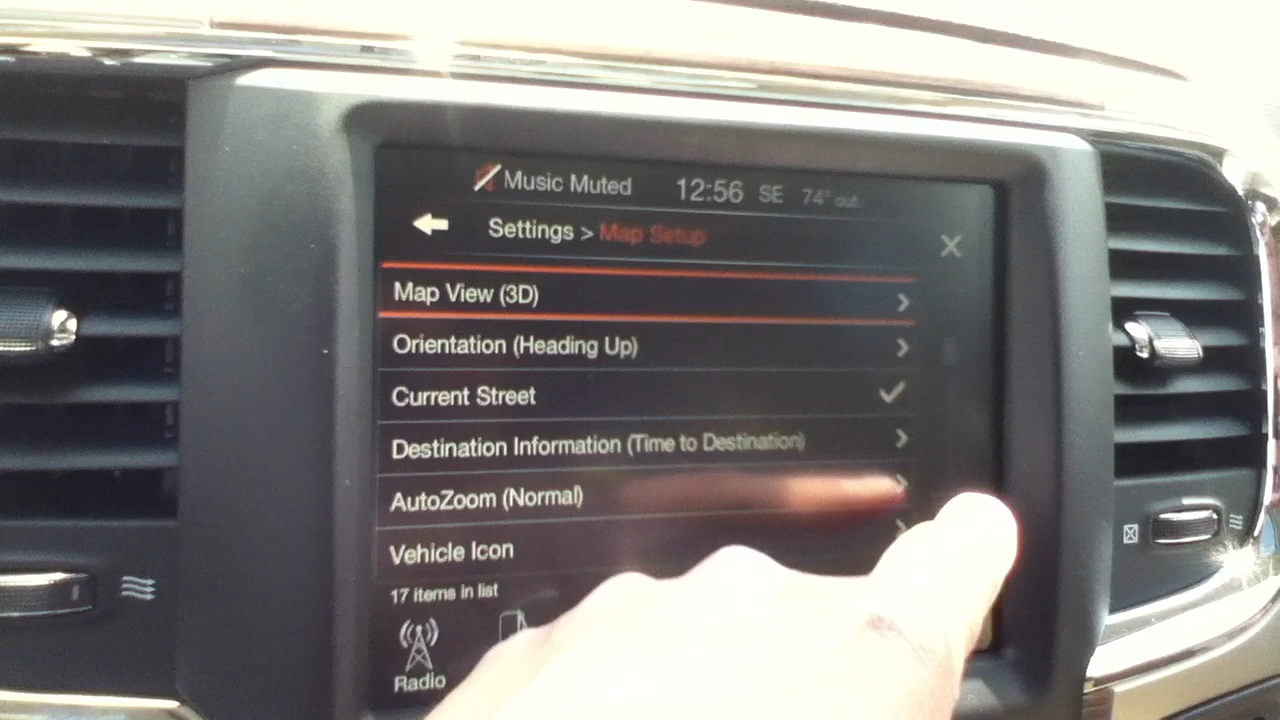 Music Muted 12:56 SE 74° out.
Settings > Map Setup
Map View (3D)
Orientation (Heading Up)
Current Street
Destination Information (Time to Destination)
AutoZoom (Normal)
Vehicle Icon
17 items in list
Radio